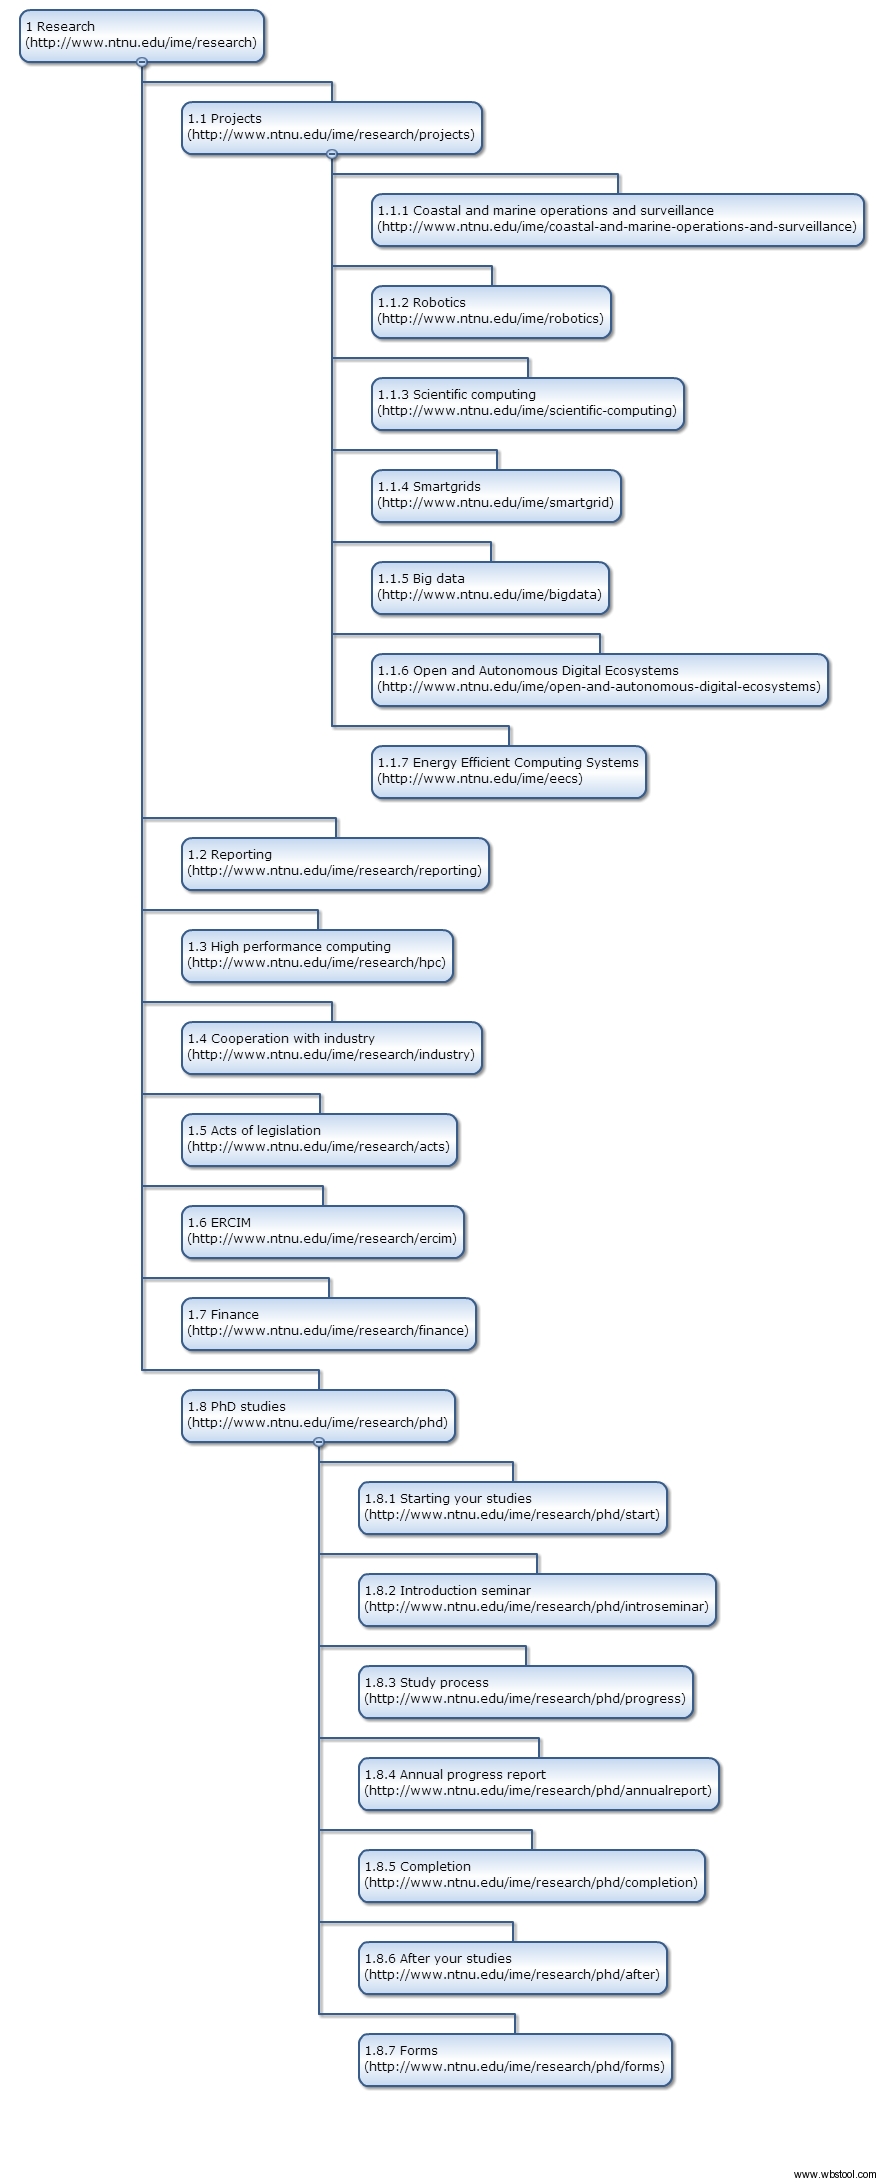 1 Research
(http://www.ntnu.edu/ime/research)
1.1 Projects
(http://www.ntnu.edu/ime/research/projects)
1.1.1 Coastal and marine operations and surveillance
(http://www.ntnu.edu/ime/coastal-and-marine-operations-and-surveillance)
1.1.2 Robotics
(http://www.ntnu.edu/ime/robotics)
1.1.3 Scientific computing
(http://www.ntnu.edu/ime/scientific-computing)
1.1.4 Smartgrids
(http://www.ntnu.edu/ime/smartgrid)
1.1.5 Big data
(http://www.ntnu.edu/ime/bigdata)
1.1.6 Open and Autonomous Digital Ecosystems
(http://www.ntnu.edu/ime/open-and-autonomous-digital-ecosystems)
1.1.7 Energy Efficient Computing Systems
(http://www.ntnu.edu/ime/eecs)
1.2 Reporting
(http://www.ntnu.edu/ime/research/reporting)
1.3 High performance computing
(http://www.ntnu.edu/ime/research/hpc)
1.4 Cooperation with industry
(http://www.ntnu.edu/ime/research/industry)
1.5 Acts of legislation
(http://www.ntnu.edu/ime/research/acts)
1.6 ERCIM
(http://www.ntnu.edu/ime/research/ercim)
1.7 Finance
(http://www.ntnu.edu/ime/research/finance)
1.8 PhD studies
(http://www.ntnu.edu/ime/research/phd)
1.8.1 Starting your studies
(http://www.ntnu.edu/ime/research/phd/start)
1.8.2 Introduction seminar
(http://www.ntnu.edu/ime/research/phd/introseminar)
1.8.3 Study process
(http://www.ntnu.edu/ime/research/phd/progress)
1.8.4 Annual progress report
(http://www.ntnu.edu/ime/research/phd/annualreport)
1.8.5 Completion
(http://www.ntnu.edu/ime/research/phd/completion)
1.8.6 After your studies
(http://www.ntnu.edu/ime/research/phd/after)
1.8.7 Forms
(http://www.ntnu.edu/ime/research/phd/forms)
www.wbstool.com